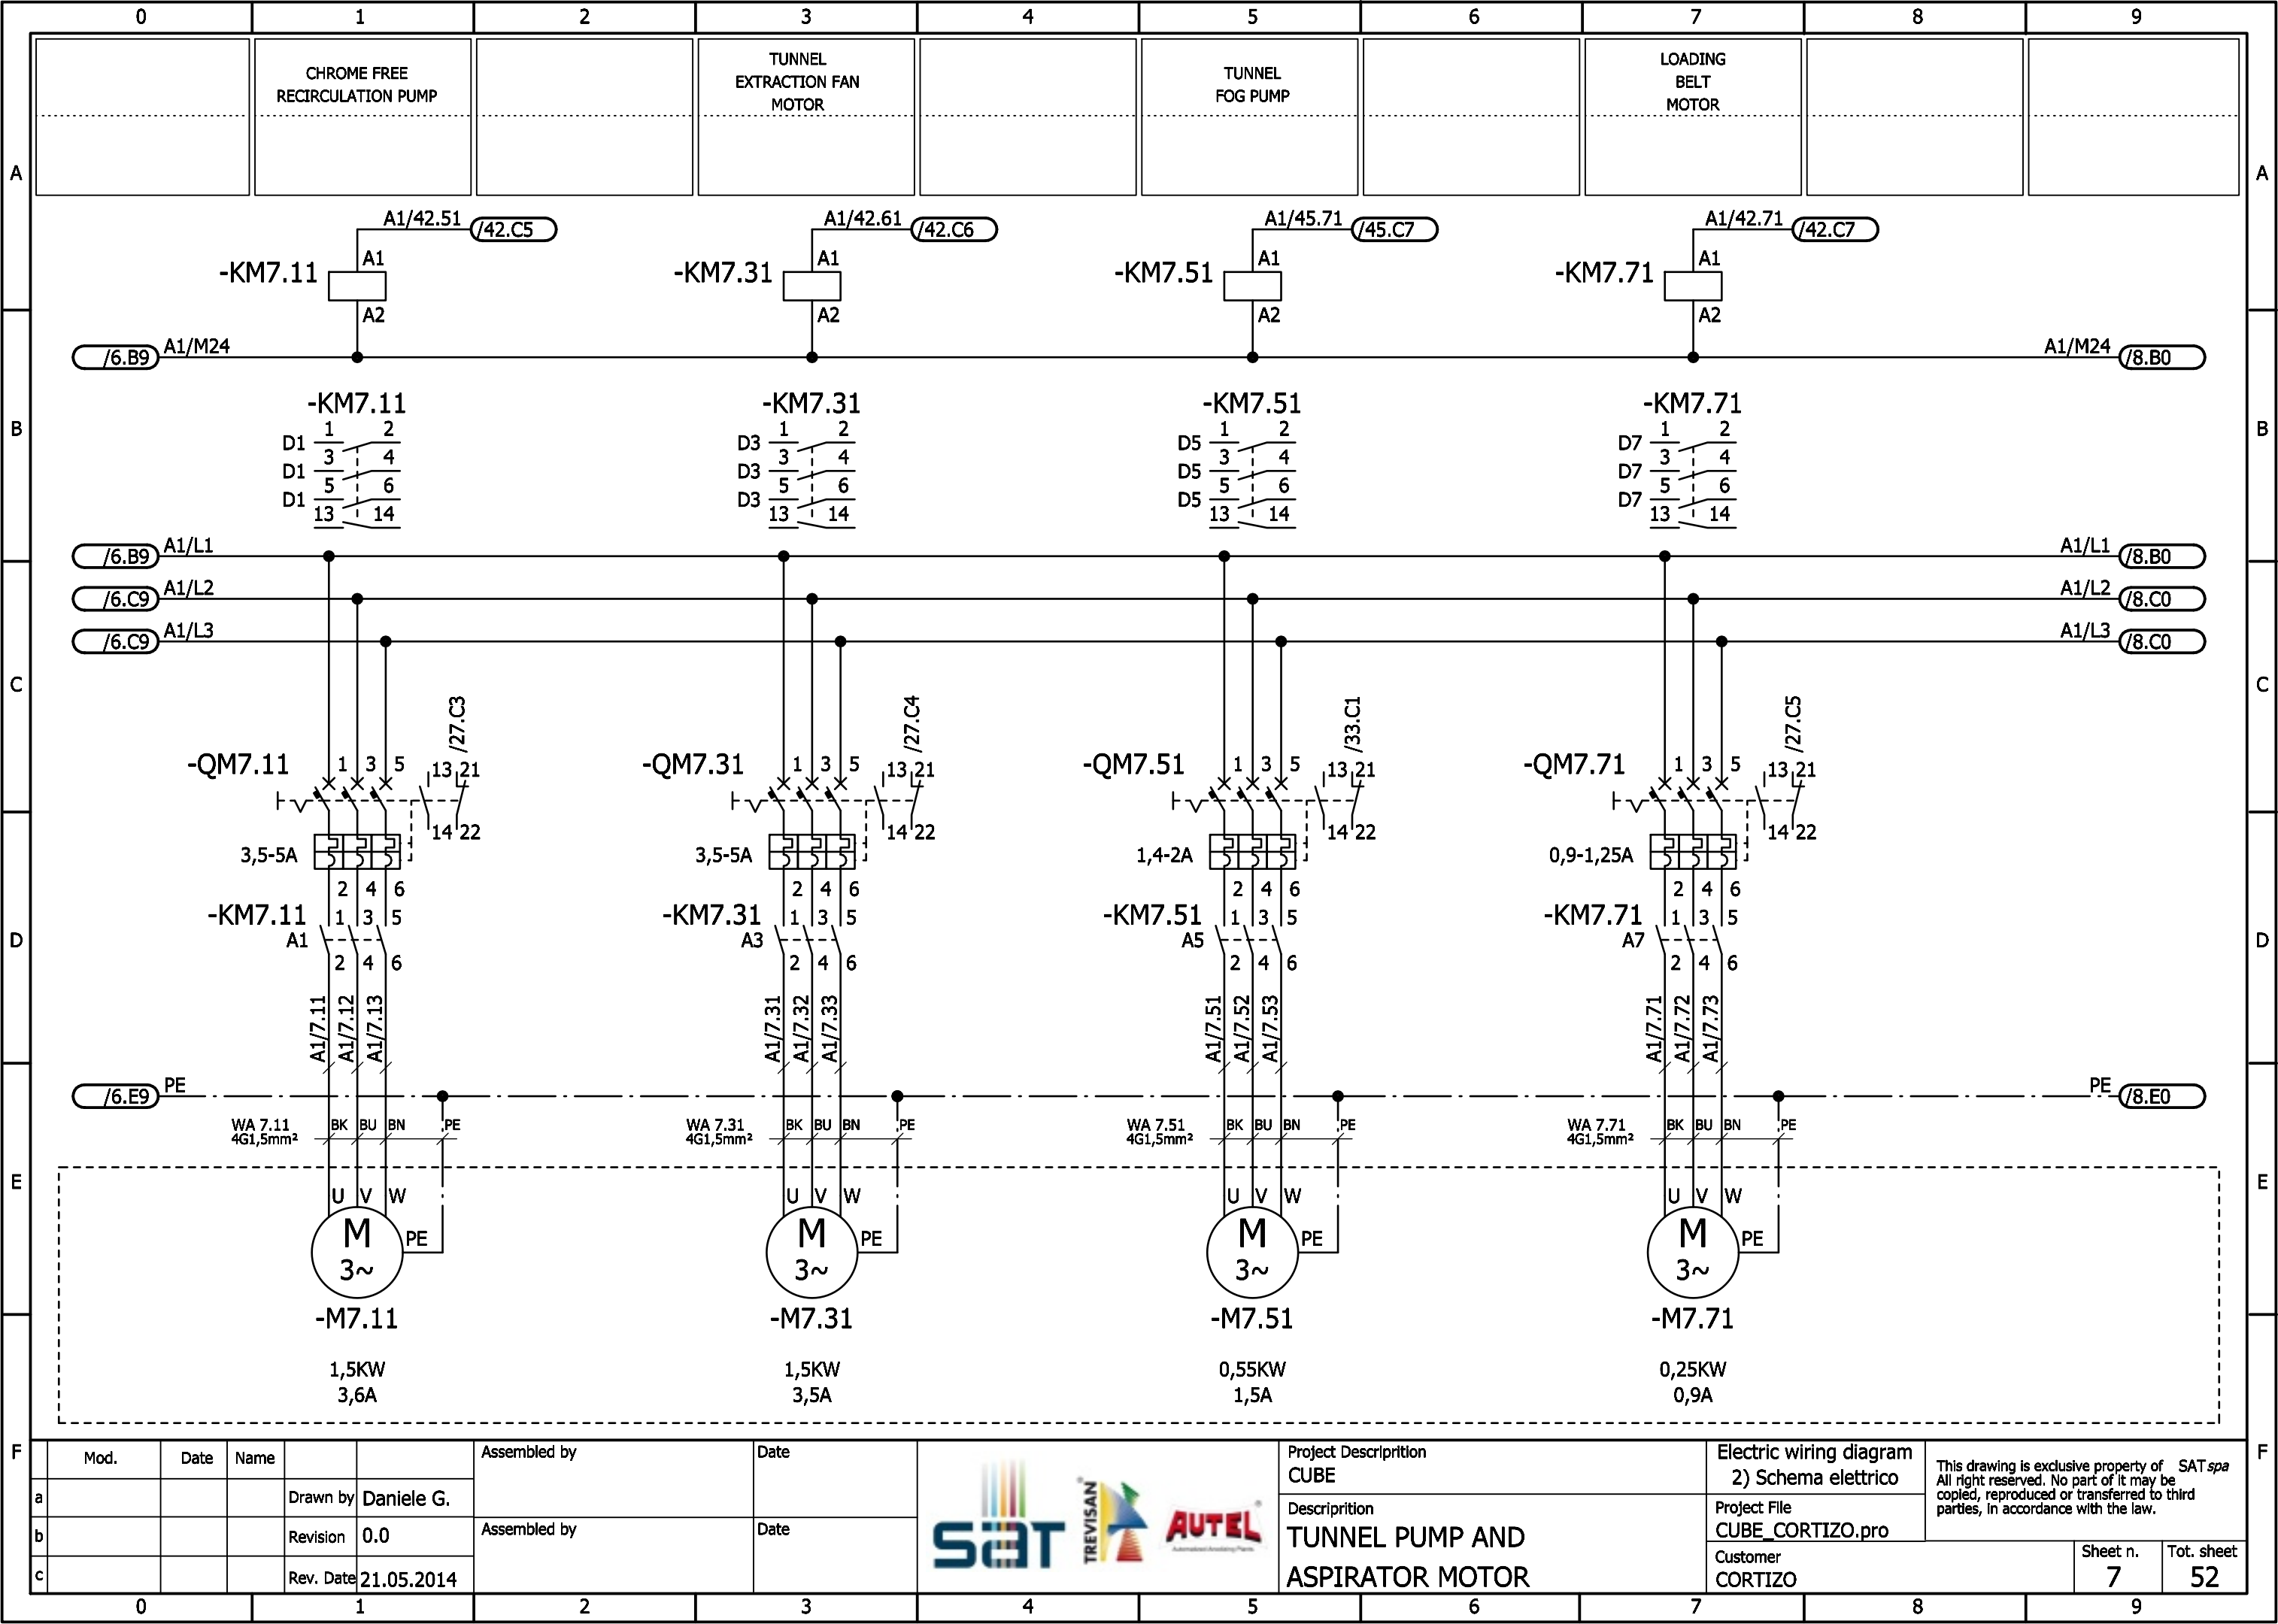 0 1 2 3 4 5 6 7 8 9
CHROME FREE
RECIRCULATION PUMP
TUNNEL
EXTRACTION FAN
MOTOR
TUNNEL
FOG PUMP
LOADING
BELT
MOTOR
A A
A1/42.51 /42.C5 A1/42.61 /42.C6 A1/45.71 /45.C7 A1/42.71 /42.C7
A1 A1 A1 A1
-KM7.11 -KM7.31 -KM7.51 -KM7.71
A2 A2 A2 A2
/6.B9 A1/M24 A1/M24 /8.B0
-KM7.11 -KM7.31 -KM7.51 -KM7.71
B B
D1 1 2 D3 1 2 D5 1 2 D7 1 2
D1 3 4 D3 3 4 D5 3 4 D7 3 4
D1 5 6 D3 5 6 D5 5 6 D7 5 6
13 14 13 14 13 14 13 14
/6.B9 A1/L1 A1/L1 /8.B0
/6.C9 A1/L2 A1/L2 /8.C0
/6.C9 A1/L3 A1/L3 /8.C0
C C
/27.C3 /27.C4 /33.C1 /27.C5
-QM7.11 1 3 5 13 21 -QM7.31 1 3 5 13 21 -QM7.51 1 3 5 13 21 -QM7.71 1 3 5 13 21
14 22 14 22 14 22 14 22
3,5-5A 3,5-5A 1,4-2A 0,9-1,25A
2 4 6 2 4 6 2 4 6 2 4 6
-KM7.11 1 3 5 -KM7.31 1 3 5 -KM7.51 1 3 5 -KM7.71 1 3 5
D A1 A3 A5 A7 D
2 4 6 2 4 6 2 4 6 2 4 6
A1/7.11 A1/7.12 A1/7.13 A1/7.31 A1/7.32 A1/7.33 A1/7.51 A1/7.52 A1/7.53 A1/7.71 A1/7.72 A1/7.73
/6.E9 PE PE /8.E0
WA 7.11 BK BU BN PE WA 7.31 BK BU BN PE WA 7.51 BK BU BN PE WA 7.71 BK BU BN PE
4G1,5mm² 4G1,5mm² 4G1,5mm² 4G1,5mm²
E E
U V W U V W U V W U V W
M PE M PE M PE M PE
3~ 3~ 3~ 3~
-M7.11 -M7.31 -M7.51 -M7.71
1,5KW 1,5KW 0,55KW 0,25KW
3,6A 3,5A 1,5A 0,9A
F F
Mod. Date Name
a Drawn by Daniele G.
b Revision 0.0
c Rev. Date 21.05.2014
Assembled by Date
Assembled by Date
SAT
TREVISAN
AUTEL
Project Descriprition
CUBE
Descriprition
TUNNEL PUMP AND
ASPIRATOR MOTOR
Electric wiring diagram
2) Schema elettrico
Project File
CUBE_CORTIZO.pro
Customer
CORTIZO
This drawing is exclusive property of SAT spa
All right reserved. No part of it may be
copied, reproduced or transferred to third
parties, in accordance with the law.
Sheet n. Tot. sheet
7 52
0 1 2 3 4 5 6 7 8 9